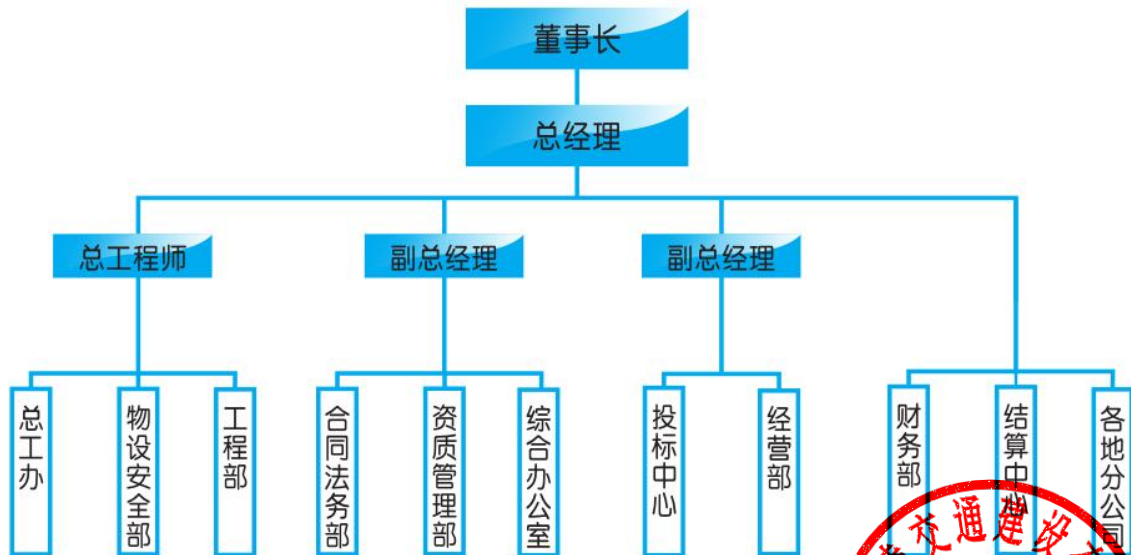 董事长
总经理
总工程师
副总经理
副总经理
总工办
物设安全部
工程部
合同法务部
资质管理部
综合办公室
投标中心
经营部
财务部
结算中心
各地分公司
交通建设